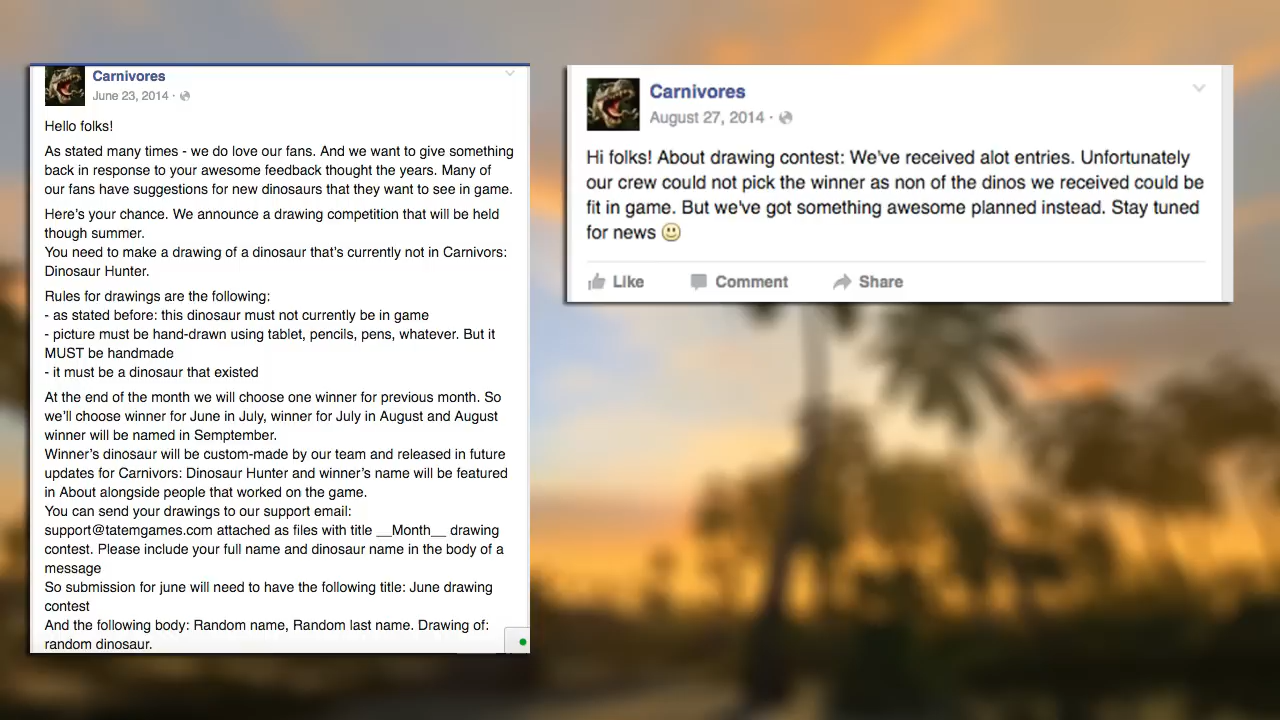 Carnivores
June 23, 2014 ·
Hello folks!
As stated many times - we do love our fans. And we want to give something
back in response to your awesome feedback thought the years. Many of
our fans have suggestions for new dinosaurs that they want to see in game.
Here's your chance. We announce a drawing competition that will be held
though summer.
You need to make a drawing of a dinosaur that's currently not in Carnivors:
Dinosaur Hunter.
Rules for drawings are the following:
- as stated before: this dinosaur must not currently be in game
- picture must be hand-drawn using tablet, pencils, pens, whatever. But it
MUST be handmade
- it must be a dinosaur that existed
At the end of the month we will choose one winner for previous month. So
we'll choose winner for June in July, winner for July in August and August
winner will be named in Semptember.
Winner's dinosaur will be custom-made by our team and released in future
updates for Carnivors: Dinosaur Hunter and winner's name will be featured
in About alongside people that worked on the game.
You can send your drawings to our support email:
support@tatemgames.com attached as files with title __Month__ drawing
contest. Please include your full name and dinosaur name in the body of a
message
So submission for june will need to have the following title: June drawing
contest
And the following body: Random name, Random last name. Drawing of:
random dinosaur.
Carnivores
August 27, 2014 ·
Hi folks! About drawing contest: We've received alot entries. Unfortunately
our crew could not pick the winner as non of the dinos we received could be
fit in game. But we've got something awesome planned instead. Stay tuned
for news 🙂
Like Comment Share